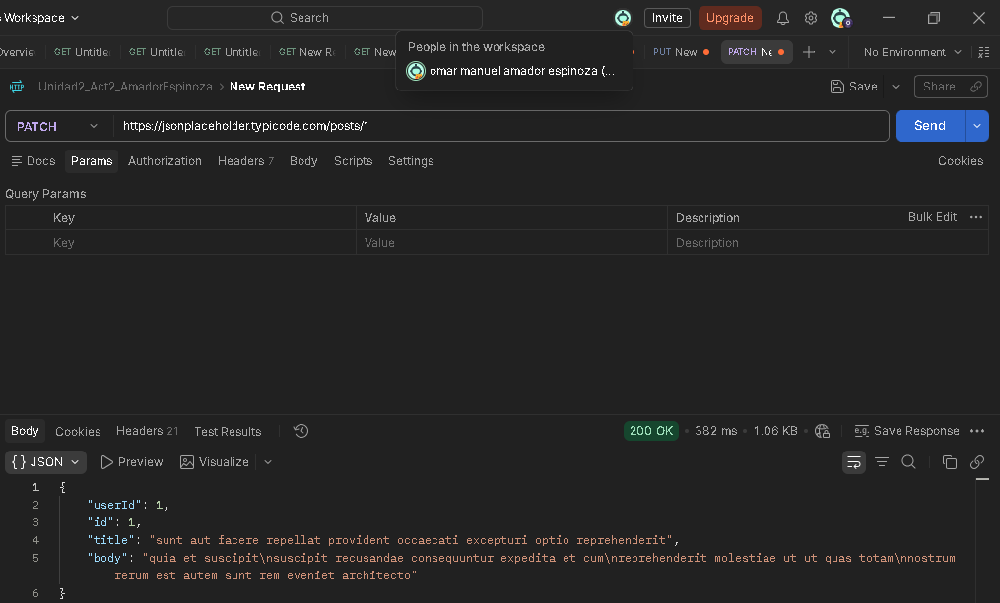 Workspace
Search
Invite
Upgrade
Overvie
GET Untitle
GET Untitle
GET Untitle
GET New Re
GET New
PUT New
PATCH Ne
No Environment
People in the workspace
omar manuel amador espinoza (...
HTTP
Unidad2_Act2_AmadorEspinoza > New Request
Save
Share
PATCH
https://jsonplaceholder.typicode.com/posts/1
Send
Docs
Params
Authorization
Headers 7
Body
Scripts
Settings
Cookies
Query Params
Key Value Description Bulk Edit
Key Value Description
Body
Cookies
Headers 21
Test Results
200 OK • 382 ms • 1.06 KB •
e.g. Save Response
{} JSON
Preview
Visualize
1 {
2 "userId": 1,
3 "id": 1,
4 "title": "sunt aut facere repellat provident occaecati excepturi optio reprehenderit",
5 "body": "quia et suscipit\nsuscipit recusandae consequuntur expedita et cum\nreprehenderit molestiae ut ut quas totam\nnostrum
rerum est autem sunt rem eveniet architecto"
6 }